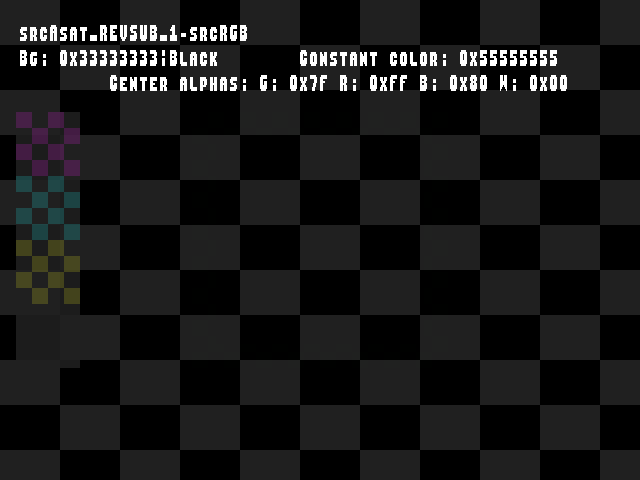 srcAsat_REVSUB_1-srcRGB
Bg: 0x33333333;Black Constant color: 0x55555555
Center alphas: G: 0x7f R: 0xff B: 0x80 W: 0x00